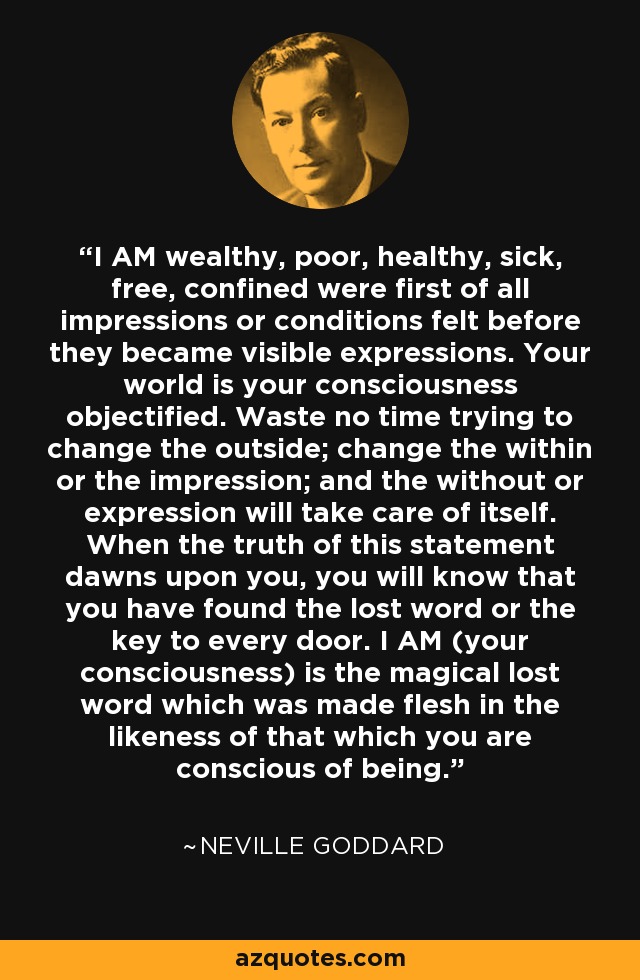 “I AM wealthy, poor, healthy, sick,
free, confined were first of all
impressions or conditions felt before
they became visible expressions. Your
world is your consciousness
objectified. Waste no time trying to
change the outside; change the within
or the impression; and the without or
expression will take care of itself.
When the truth of this statement
dawns upon you, you will know that
you have found the lost word or the
key to every door. I AM (your
consciousness) is the magical lost
word which was made flesh in the
likeness of that which you are
conscious of being.”
~NEVILLE GODDARD
azquotes.com